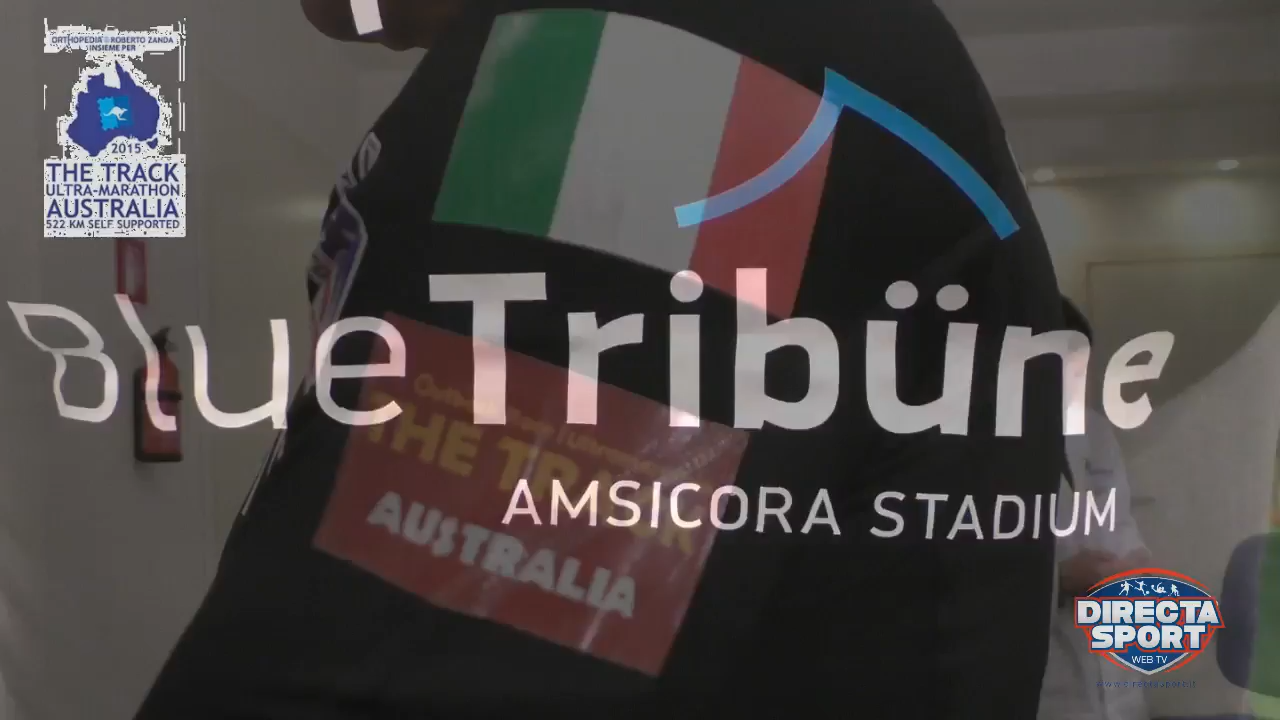 ORTHOPEDIA ROBERTO ZANDA
INSIEME PER
2015
THE TRACK
ULTRA-MARATHON
AUSTRALIA
522 KM SELF SUPPORTED
BlueTribüne
AMSICORA STADIUM
THE TRACK
AUSTRALIA
DIRECTA
SPORT
WEB TV